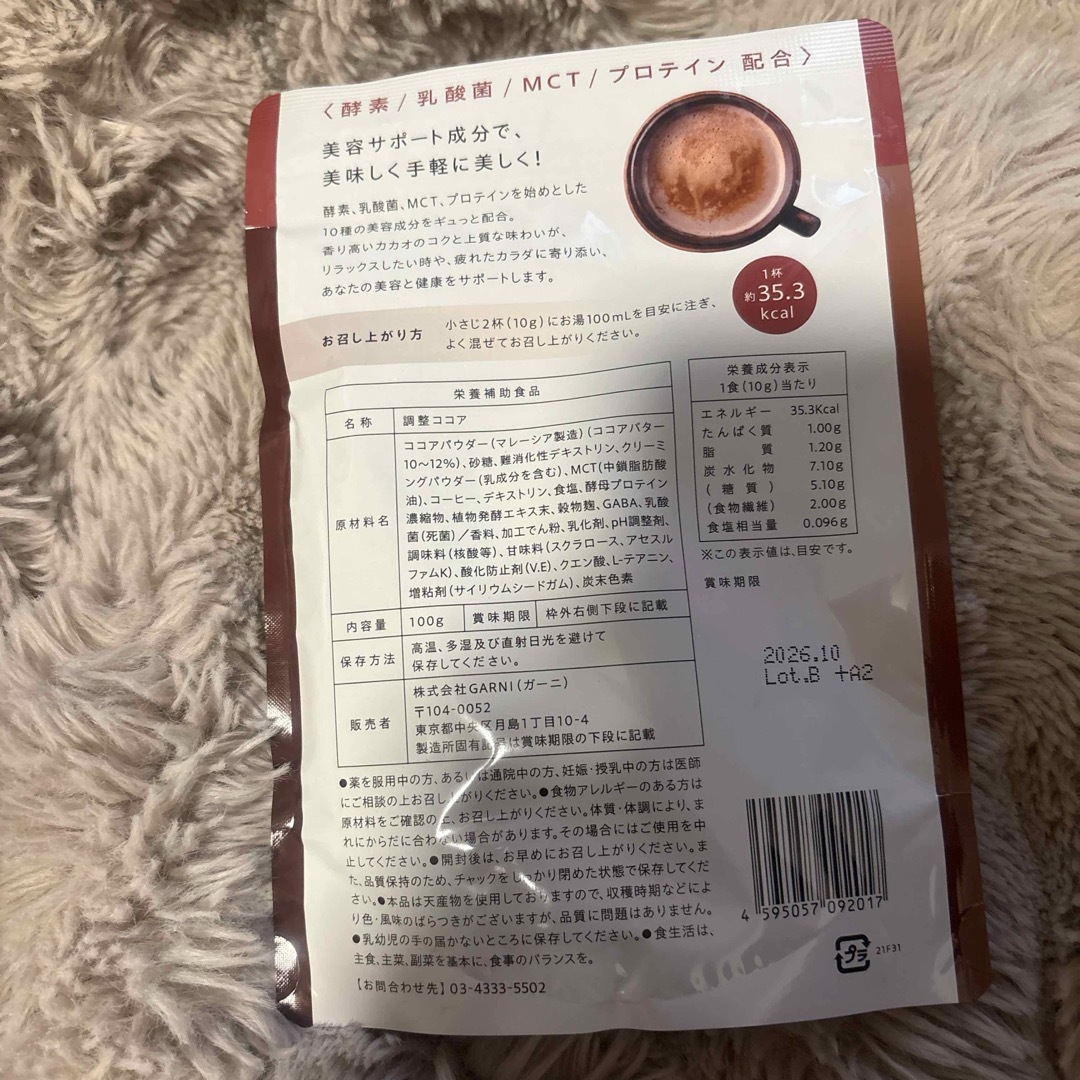 〈酵素/乳酸菌/MCT/プロテイン 配合〉
美容サポート成分で、
美味しく手軽に美しく!
酵素、乳酸菌、MCT、プロテインを始めとした
10種の美容成分をギュっと配合。
香り高いカカオのコクと上質な味わいが、
リラックスしたい時や、疲れたカラダに寄り添い、
あなたの美容と健康をサポートします。
1杯
約35.3
kcal
お召し上がり方
小さじ2杯(10g)にお湯100mLを目安に注ぎ、
よく混ぜてお召し上がりください。
栄養補助食品
名称 調整ココア
原材料名
ココアパウダー(マレーシア製造)(ココアバター
10〜12%)、砂糖、難消化性デキストリン、クリーミ
ングパウダー(乳成分を含む)、MCT(中鎖脂肪酸
油)、コーヒー、デキストリン、食塩、酵母プロテイン
濃縮物、植物発酵エキス末、穀物麹、GABA、乳酸
菌(死菌)/香料、加工でん粉、乳化剤、pH調整剤、
調味料(核酸等)、甘味料(スクラロース、アセスル
ファムK)、酸化防止剤(V.E)、クエン酸、L-テアニン、
増粘剤(サイリウムシードガム)、炭末色素
内容量 100g 賞味期限 枠外右側下段に記載
保存方法
高温、多湿及び直射日光を避けて
保存してください。
販売者
株式会社GARNI(ガーニ)
〒104-0052
東京都中央区月島1丁目10-4
製造所固有記号は賞味期限の下段に記載
栄養成分表示
1食(10g)当たり
エネルギー 35.3Kcal
たんぱく質 1.00g
脂質 1.20g
炭水化物 7.10g
(糖質) 5.10g
(食物繊維) 2.00g
食塩相当量 0.096g
※この表示値は、目安です。
賞味期限
2026.10
Lot.B +A2
●薬を服用中の方、あるいは通院中の方、妊娠・授乳中の方は医師
にご相談の上お召し上がりください。●食物アレルギーのある方は
原材料をご確認の上、お召し上がりください。体質・体調により、ま
れにからだに合わない場合があります。その場合にはご使用を中
止してください。●開封後は、お早めにお召し上がりください。ま
た、品質保持のため、チャックをしっかり閉めた状態で保存してくだ
さい。●本品は天産物を使用しておりますので、収穫時期などによ
り色・風味のばらつきがございますが、品質に問題はありません。
●乳幼児の手の届かないところに保存してください。●食生活は、
主食、主菜、副菜を基本に、食事のバランスを。
【お問合わせ先】03-4333-5502
4 595057 092017
プラ
21F31